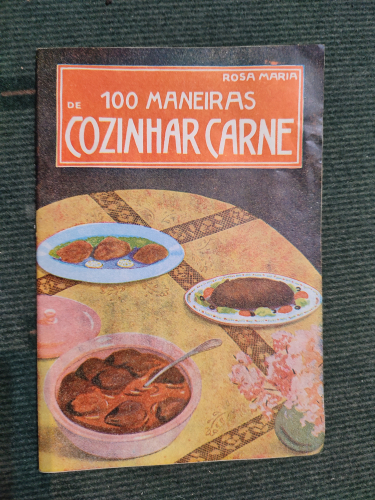 ROSA MARIA
100 MANEIRAS
DE
COZINHAR CARNE